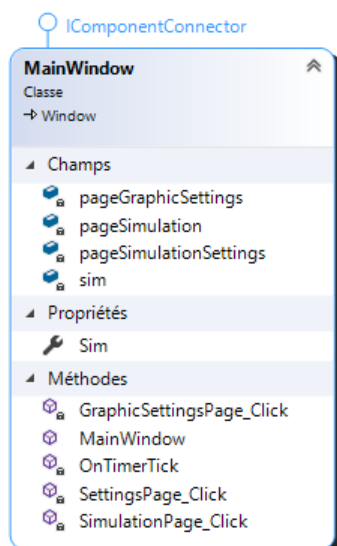 IComponentConnector
MainWindow
Classe
Window
Champs
pageGraphicSettings
pageSimulation
pageSimulationSettings
sim
Propriétés
Sim
Méthodes
GraphicSettingsPage_Click
MainWindow
OnTimerTick
SettingsPage_Click
SimulationPage_Click